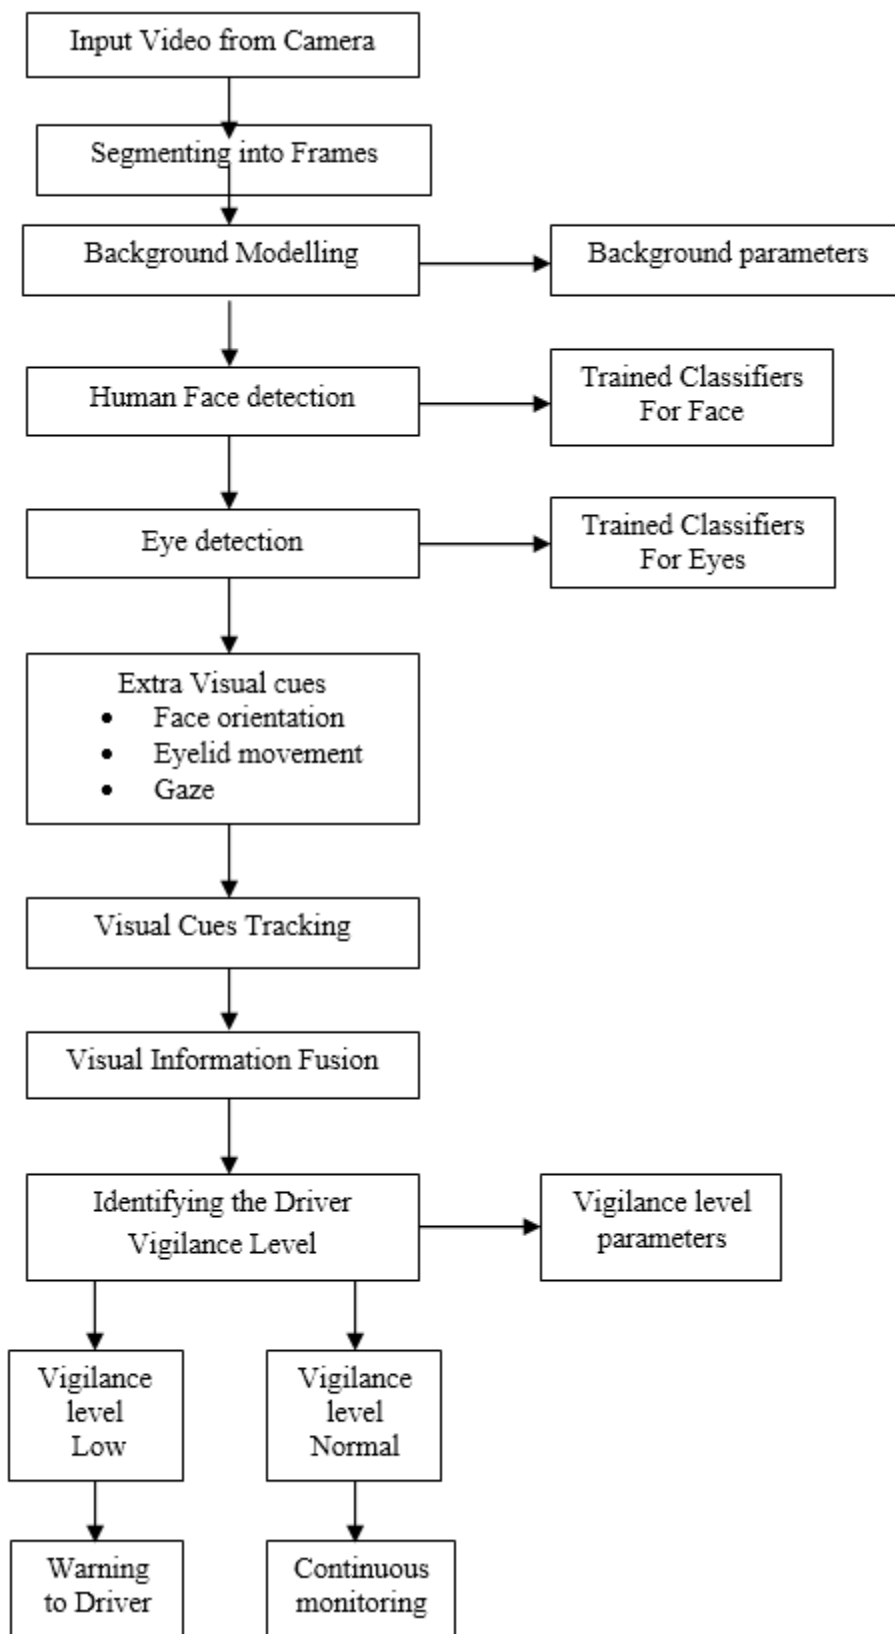 Input Video from Camera
Segmenting into Frames
Background Modelling
Background parameters
Human Face detection
Trained Classifiers
For Face
Eye detection
Trained Classifiers
For Eyes
Extra Visual cues
• Face orientation
• Eyelid movement
• Gaze
Visual Cues Tracking
Visual Information Fusion
Identifying the Driver
Vigilance Level
Vigilance level
parameters
Vigilance
level
Low
Vigilance
level
Normal
Warning
to Driver
Continuous
monitoring